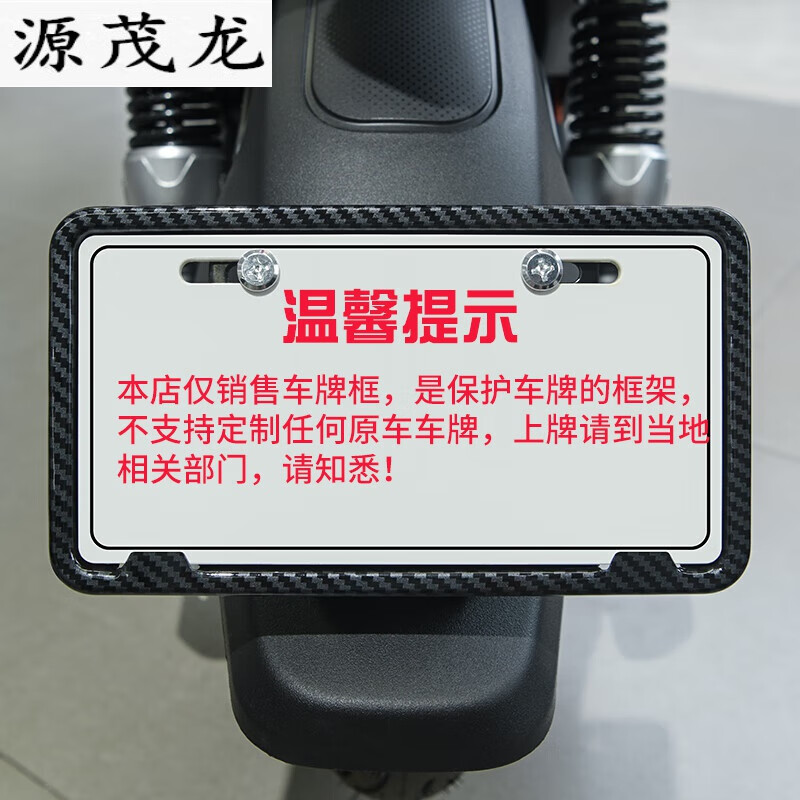 源茂龙
温馨提示
本店仅销售车牌框，是保护车牌的框架，
不支持定制任何原车车牌，上牌请到当地
相关部门，请知悉！